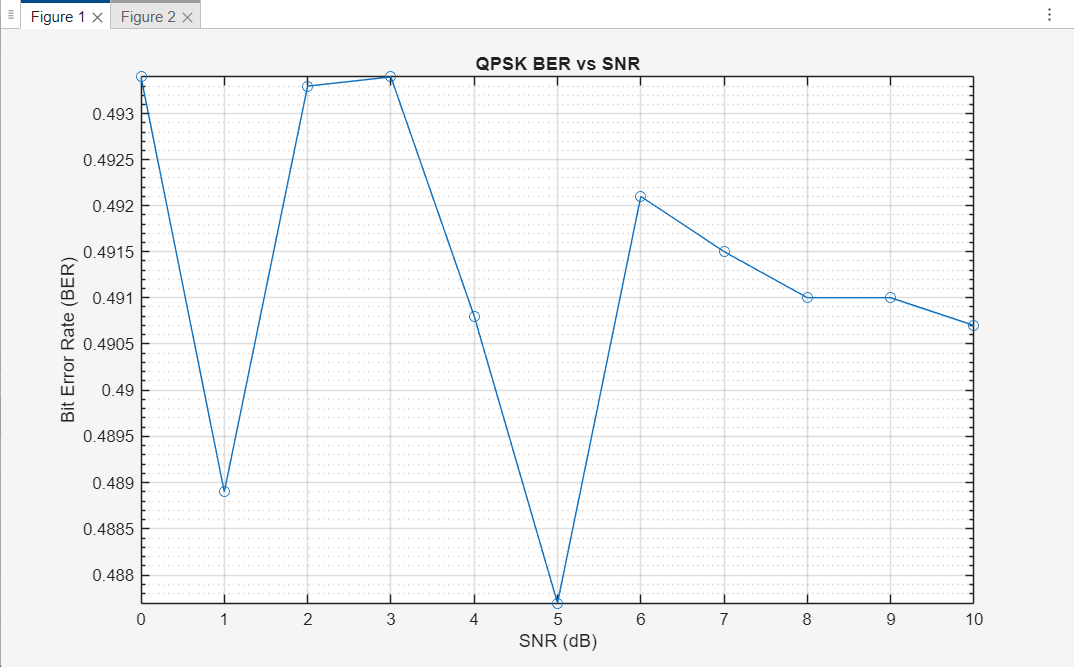 Figure 1 × Figure 2 ×
QPSK BER vs SNR
0.493
0.4925
0.492
0.4915
0.491
0.4905
0.49
0.4895
0.489
0.4885
0.488
Bit Error Rate (BER)
0 1 2 3 4 5 6 7 8 9 10
SNR (dB)